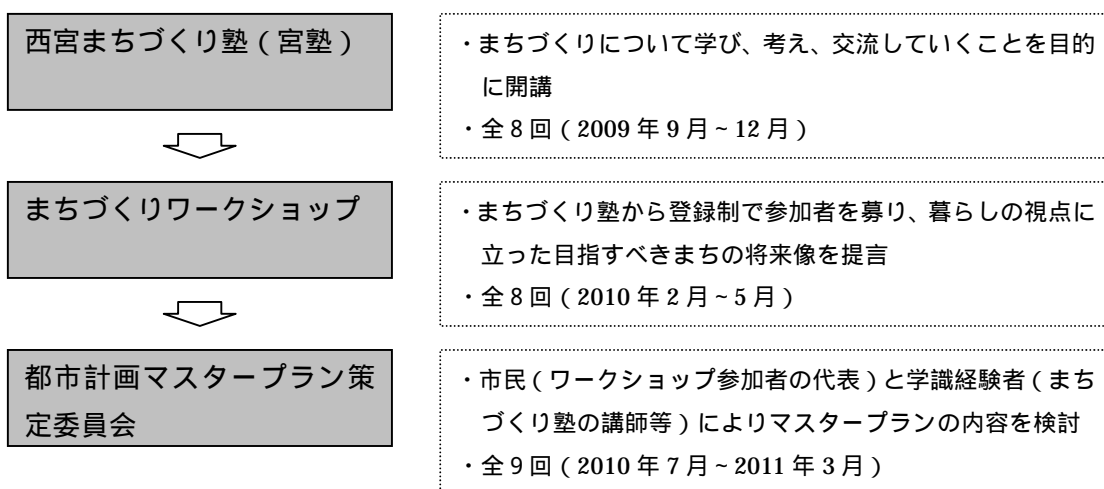 西宮まちづくり塾(宮塾)
・まちづくりについて学び、考え、交流していくことを目的
に開講
・全8回(2009年9月~12月)
まちづくりワークショップ
・まちづくり塾から登録制で参加者を募り、暮らしの視点に
立った目指すべきまちの将来像を提言
・全8回(2010年2月~5月)
都市計画マスタープラン策
定委員会
・市民(ワークショップ参加者の代表)と学識経験者(まち
づくり塾の講師等)によりマスタープランの内容を検討
・全9回(2010年7月~2011年3月)